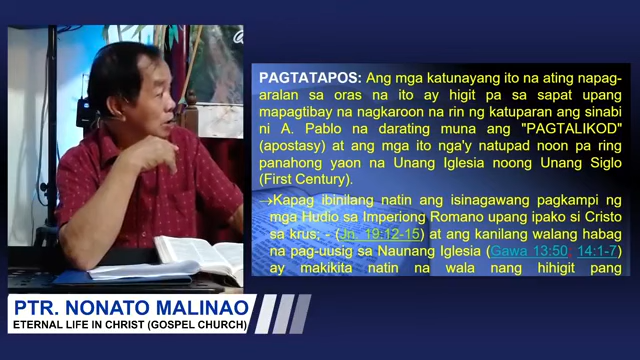 PAGTATAPOS: Ang mga katunayang ito na ating napag-
aralan sa oras na ito ay higit pa sa sapat upang
mapagtibay na nagkaroon na rin ng katuparan ang sinabi
ni A. Pablo na darating muna ang "PAGTALIKOD"
(apostasy) at ang mga ito nga'y natupad noon pa ring
panahong yaon na Unang Iglesia noong Unang Siglo
(First Century).
→Kapag ibinilang natin ang isinagawang pagkampi ng
mga Hudio sa Imperiong Romano upang ipako si Cristo
sa krus; - (Jn. 19:12-15) at ang kanilang walang habag
na pag-uusig sa Naunang Iglesia (Gawa 13:50; 14:1-7)
ay makikita natin na wala nang hihigit pang
PTR. NONATO MALINAO
ETERNAL LIFE IN CHRIST (GOSPEL CHURCH)